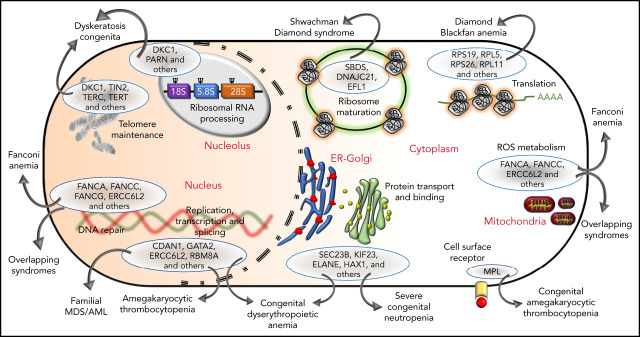 Dyskeratosis
congenita
Shwachman
Diamond syndrome
Diamond
Blackfan anemia
DKC1,
PARN and
others
DKC1, TIN2,
TERC, TERT
and others
18S
5.8S
28S
Ribosomal RNA
processing
Telomere
maintenance
Nucleolus
SBDS,
DNAJC21,
EFL1
Ribosome
maturation
RPS19, RPL5,
RPS26, RPL11
and others
Translation
AAAA
Fanconi
anemia
Fanconi
anemia
ER-Golgi
Cytoplasm
ROS metabolism
FANCA, FANCC,
ERCC6L2 and
others
Nucleus
FANCA, FANCC,
FANCG, ERCC6L2
and others
Protein transport
and binding
Mitochondria
Replication,
transcription and
splicing
DNA repair
Overlapping
syndromes
Overlapping
syndromes
CDAN1, GATA2,
ERCC6L2, RBM8A
and others
SEC23B, KIF23,
ELANE, HAX1, and
others
Cell surface
receptor
MPL
Familial
MDS/AML
Amegakaryocytic
thrombocytopenia
Congenital
dyserythropoietic
anemia
Severe
congenital
neutropenia
Congenital
amegakaryocytic
thrombocytopenia